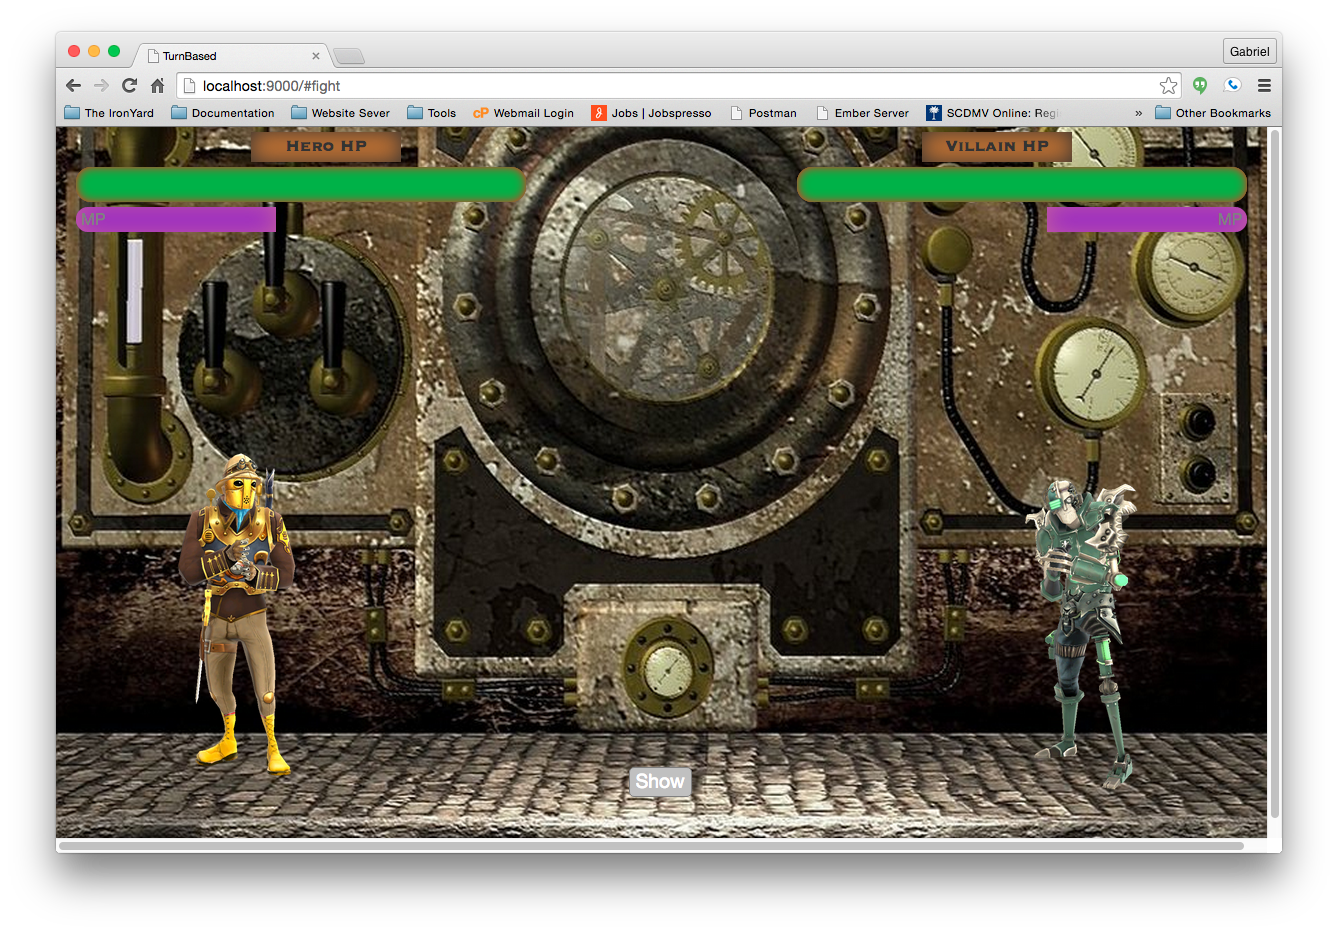 TurnBased
Gabriel
localhost:9000/#fight
The IronYard Documentation Website Sever Tools cP Webmail Login Jobs | Jobspresso Postman Ember Server SCDMV Online: Regi » Other Bookmarks
Hero HP Villain HP
MP MP
Show